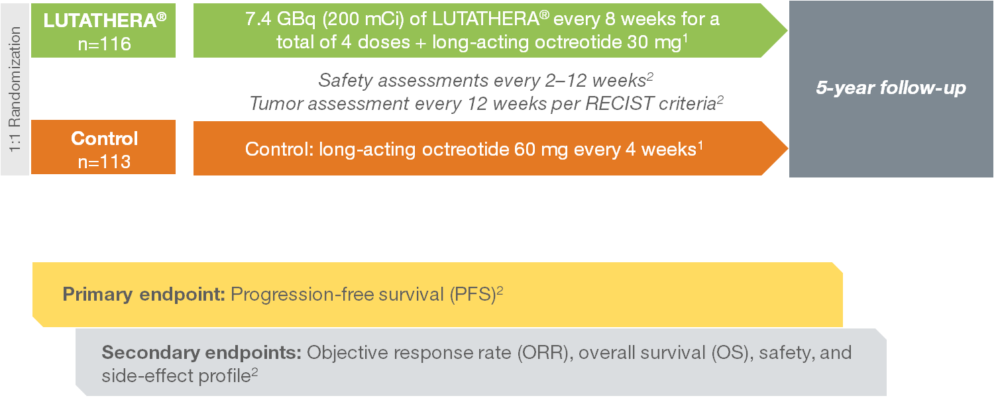 1:1 Randomization
LUTATHERA®
n=116
7.4 GBq (200 mCi) of LUTATHERA® every 8 weeks for a
total of 4 doses + long-acting octreotide 30 mg¹
Safety assessments every 2–12 weeks²
Tumor assessment every 12 weeks per RECIST criteria²
Control
n=113
Control: long-acting octreotide 60 mg every 4 weeks¹
5-year follow-up
Primary endpoint: Progression-free survival (PFS)²
Secondary endpoints: Objective response rate (ORR), overall survival (OS), safety, and
side-effect profile²